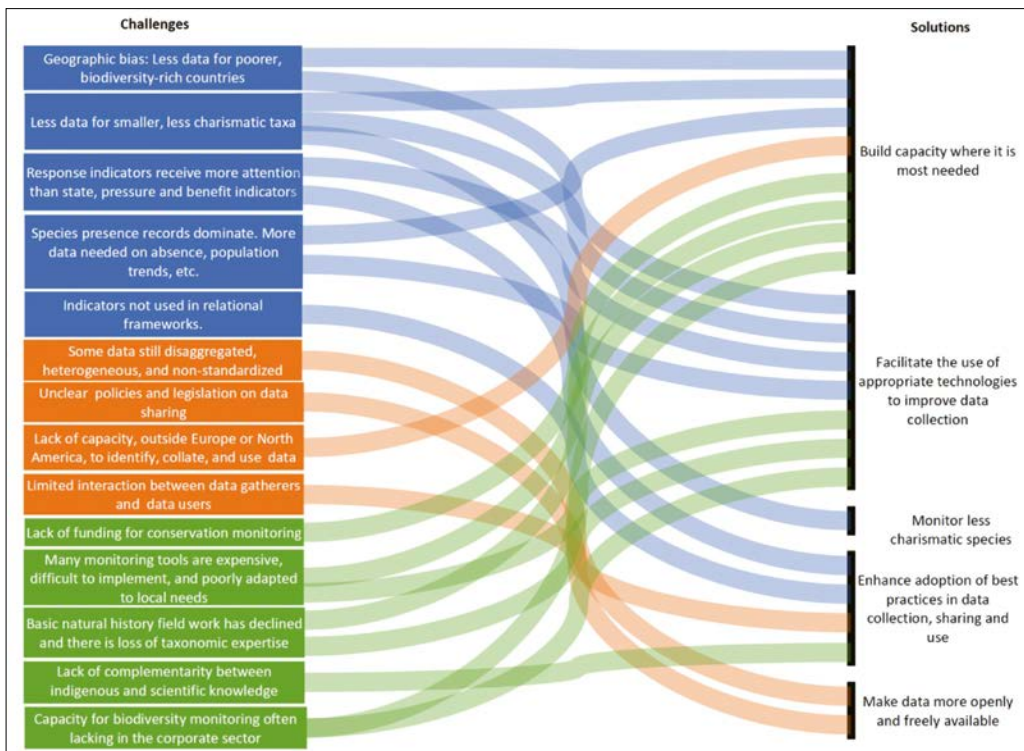 Challenges
Geographic bias: Less data for poorer,
biodiversity-rich countries
Less data for smaller, less charismatic taxa
Response indicators receive more attention
than state, pressure and benefit indicators
Species presence records dominate. More
data needed on absence, population
trends, etc.
Indicators not used in relational
frameworks.
Some data still disaggregated,
heterogeneous, and non-standardized
Unclear policies and legislation on data
sharing
Lack of capacity, outside Europe or North
America, to identify, collate, and use data
Limited interaction between data gatherers
and data users
Lack of funding for conservation monitoring
Many monitoring tools are expensive,
difficult to implement, and poorly adapted
to local needs
Basic natural history field work has declined
and there is loss of taxonomic expertise
Lack of complementarity between
indigenous and scientific knowledge
Capacity for biodiversity monitoring often
lacking in the corporate sector
Solutions
Build capacity where it is
most needed
Facilitate the use of
appropriate technologies
to improve data
collection
Monitor less
charismatic species
Enhance adoption of best
practices in data
collection, sharing and
use
Make data more openly
and freely available